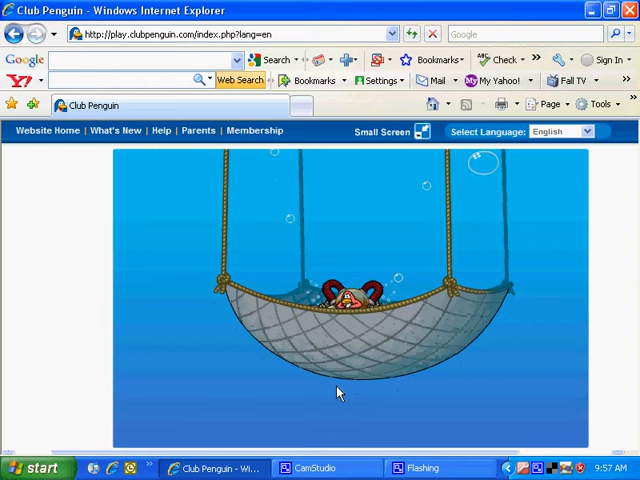 Club Penguin - Windows Internet Explorer
http://play.clubpenguin.com/index.php?lang=en
Google
Google
Search
Check
Sign In
Y!
Web Search
Bookmarks
Settings
Mail
My Yahoo!
Fall TV
Club Penguin
Page
Tools
Website Home | What's New | Help | Parents | Membership
Small Screen
Select Language:
English
start
Club Penguin - Wi...
CamStudio
Flashing
9:57 AM